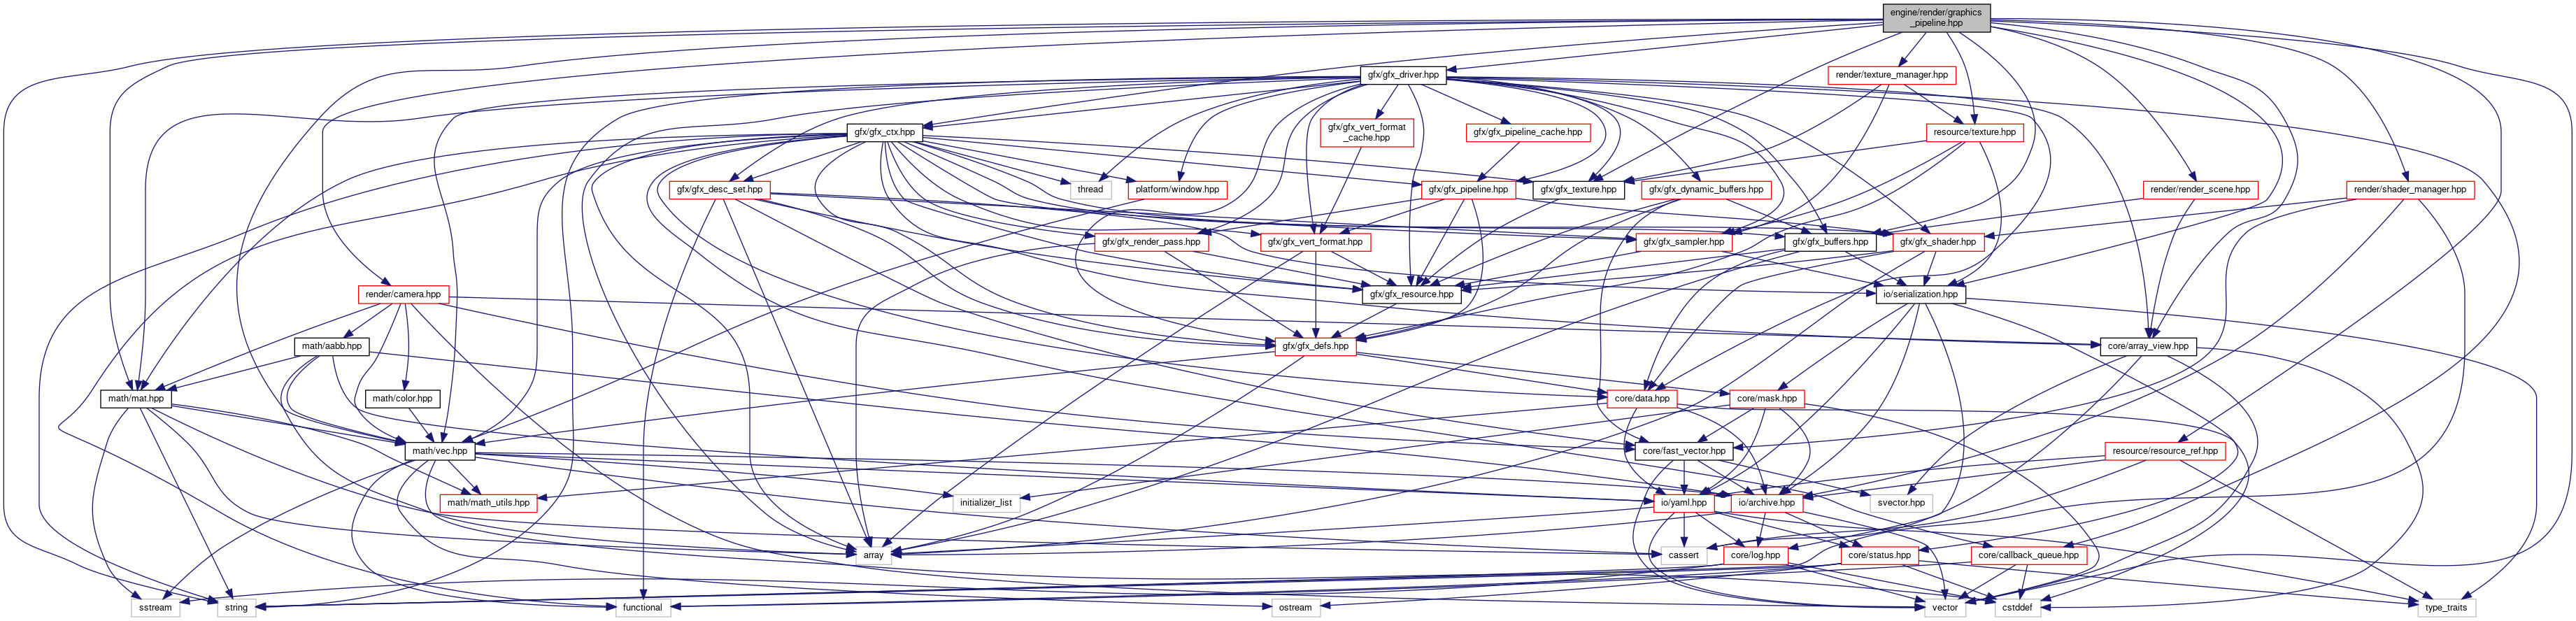 engine/render/graphics
_pipeline.hpp
gfx/gfx_driver.hpp
render/texture_manager.hpp
gfx/gfx_ctx.hpp
gfx/gfx_vert_format
_cache.hpp
gfx/gfx_pipeline_cache.hpp
resource/texture.hpp
gfx/gfx_desc_set.hpp
thread
platform/window.hpp
gfx/gfx_pipeline.hpp
gfx/gfx_texture.hpp
gfx/gfx_dynamic_buffers.hpp
render/render_scene.hpp
render/shader_manager.hpp
gfx/gfx_render_pass.hpp
gfx/gfx_vert_format.hpp
gfx/gfx_sampler.hpp
gfx/gfx_buffers.hpp
gfx/gfx_shader.hpp
render/camera.hpp
gfx/gfx_resource.hpp
io/serialization.hpp
math/aabb.hpp
gfx/gfx_defs.hpp
core/array_view.hpp
math/mat.hpp
math/color.hpp
core/data.hpp
core/mask.hpp
math/vec.hpp
core/fast_vector.hpp
resource/resource_ref.hpp
math/math_utils.hpp
initializer_list
io/yaml.hpp
io/archive.hpp
svector.hpp
array
cassert
core/log.hpp
core/status.hpp
core/callback_queue.hpp
sstream
string
functional
ostream
vector
cstddef
type_traits